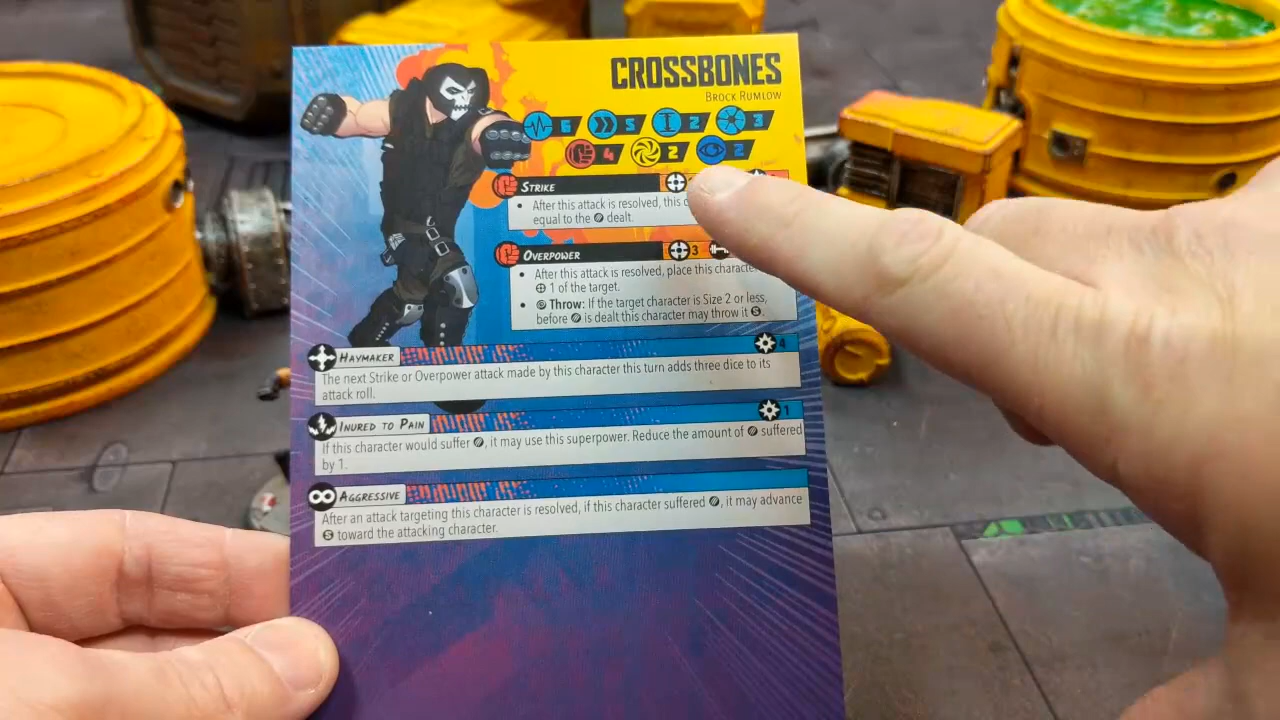 CROSSBONES
BROCK RUMLOW
6 5 2 3
4 2 2
STRIKE
• After this attack is resolved, this
equal to the dealt.
OVERPOWER 3
• After this attack is resolved, place this
1 of the target.
• Throw: If the target character is Size 2 or less,
before is dealt this character may throw it S.
HAYMAKER 4
The next Strike or Overpower attack made by this character this turn adds three dice to its
attack roll.
INURED TO PAIN 1
If this character would suffer , it may use this superpower. Reduce the amount of suffered
by 1.
AGGRESSIVE
After an attack targeting this character is resolved, if this character suffered , it may advance
S toward the attacking character.